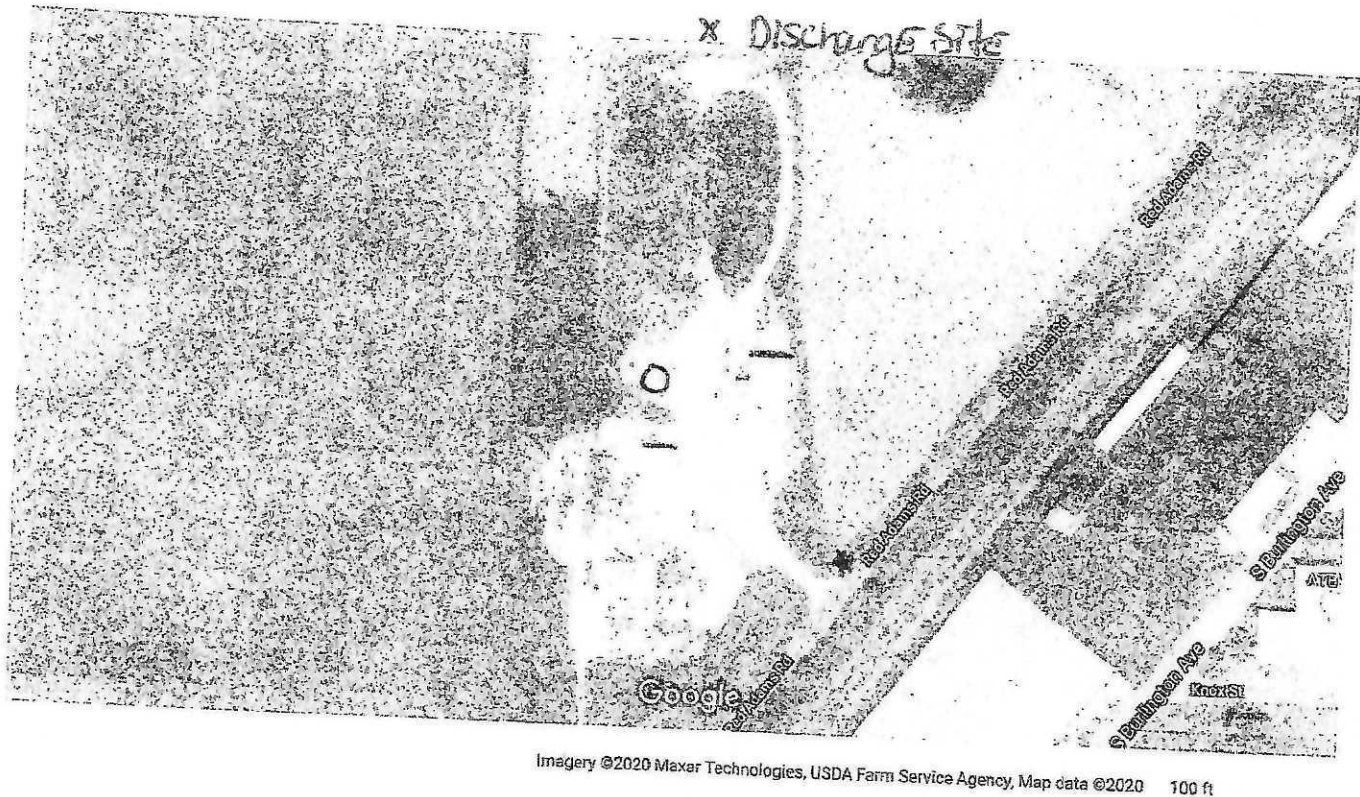 X Discharge Site
Red Adams Rd
Red Adams Rd
Red Adams Rd
S Burlington Ave
ATE
Google
Red Adams Rd
S Burlington Ave
Knox St
Imagery ©2020 Maxar Technologies, USDA Farm Service Agency, Map data ©2020 100 ft